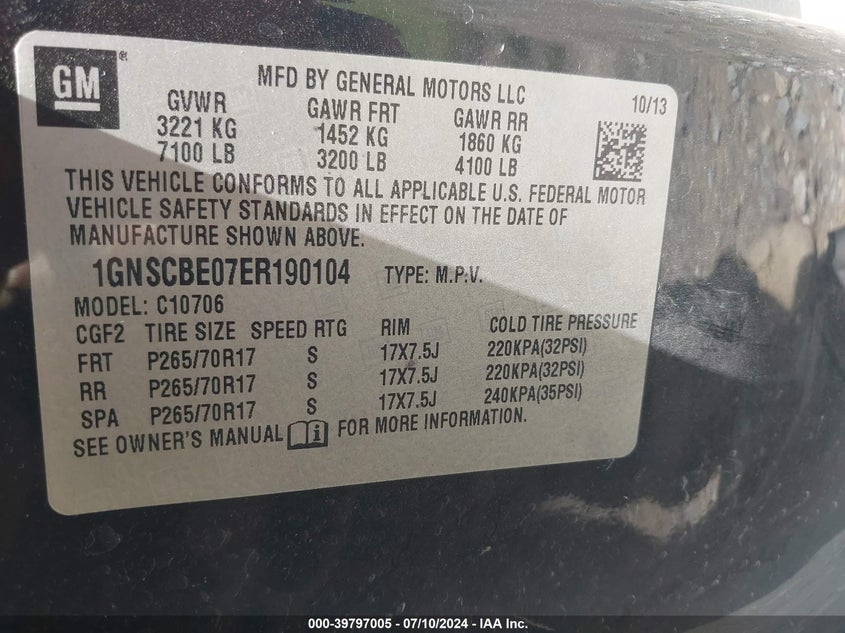 GM
MFD BY GENERAL MOTORS LLC
10/13
GVWR GAWR FRT GAWR RR
3221 KG 1452 KG 1860 KG
7100 LB 3200 LB 4100 LB
THIS VEHICLE CONFORMS TO ALL APPLICABLE U.S. FEDERAL MOTOR
VEHICLE SAFETY STANDARDS IN EFFECT ON THE DATE OF
MANUFACTURE SHOWN ABOVE.
1GNSCBE07ER190104 TYPE: M.P.V.
MODEL: C10706
CGF2 TIRE SIZE SPEED RTG RIM COLD TIRE PRESSURE
FRT P265/70R17 S 17X7.5J 220KPA(32PSI)
RR P265/70R17 S 17X7.5J 220KPA(32PSI)
SPA P265/70R17 S 17X7.5J 240KPA(35PSI)
SEE OWNER'S MANUAL FOR MORE INFORMATION.
000-39797005 - 07/10/2024 - IAA Inc.